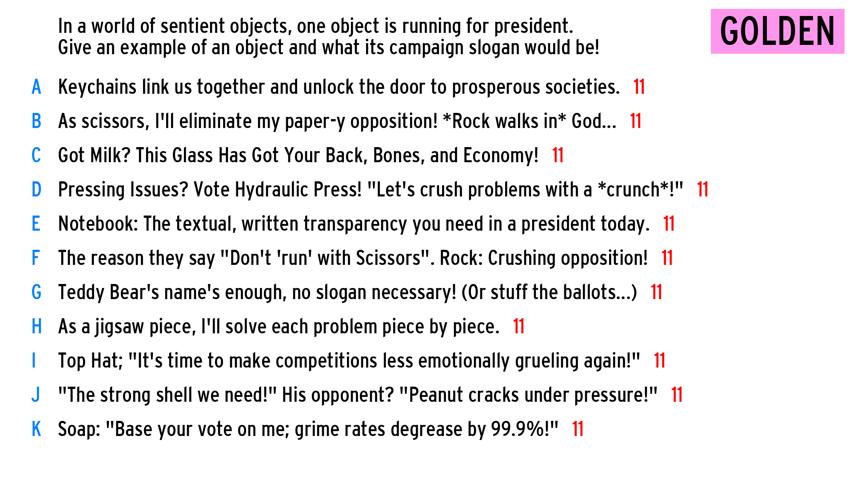 In a world of sentient objects, one object is running for president.
Give an example of an object and what its campaign slogan would be!
GOLDEN
A Keychains link us together and unlock the door to prosperous societies. 11
B As scissors, I'll eliminate my paper-y opposition! *Rock walks in* God... 11
C Got Milk? This Glass Has Got Your Back, Bones, and Economy! 11
D Pressing Issues? Vote Hydraulic Press! "Let's crush problems with a *crunch*!" 11
E Notebook: The textual, written transparency you need in a president today. 11
F The reason they say "Don't 'run' with Scissors". Rock: Crushing opposition! 11
G Teddy Bear's name's enough, no slogan necessary! (Or stuff the ballots...) 11
H As a jigsaw piece, I'll solve each problem piece by piece. 11
I Top Hat; "It's time to make competitions less emotionally grueling again!" 11
J "The strong shell we need!" His opponent? "Peanut cracks under pressure!" 11
K Soap: "Base your vote on me; grime rates degrease by 99.9%!" 11